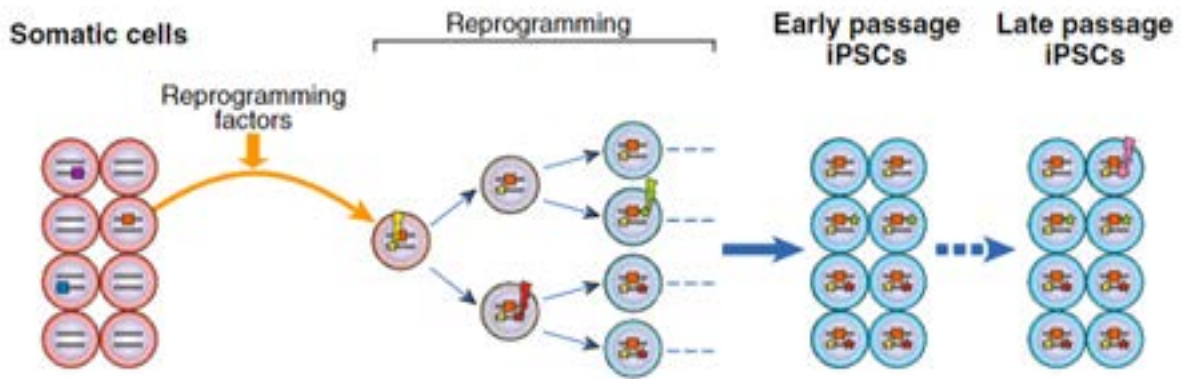 Somatic cells
Reprogramming
factors
Reprogramming
Early passage
iPSCs
Late passage
iPSCs